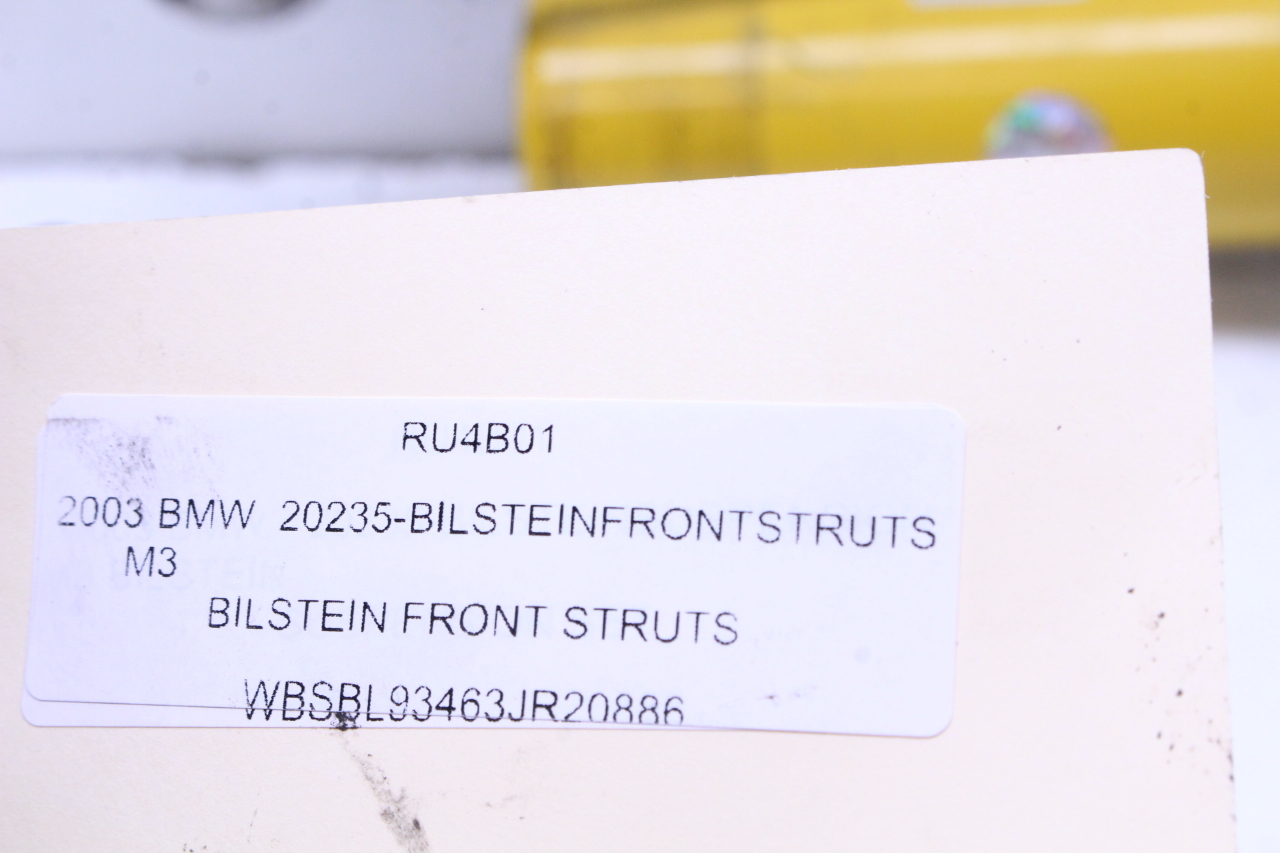 RU4B01
2003 BMW 20235-BILSTEINFRONTSTRUTS
M3
BILSTEIN FRONT STRUTS
WBSBL93463JR20886